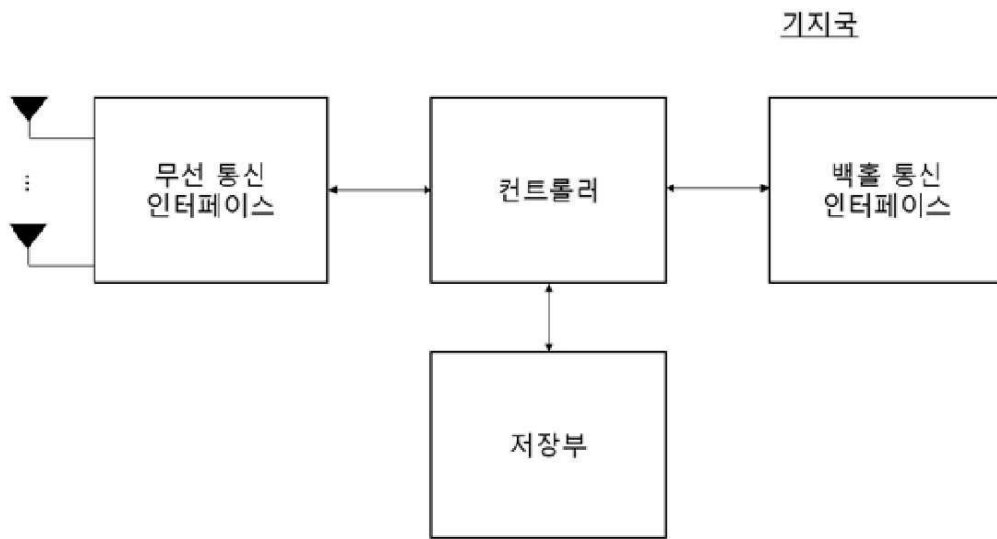 기지국
무선 통신
인터페이스
컨트롤러
백홀 통신
인터페이스
저장부